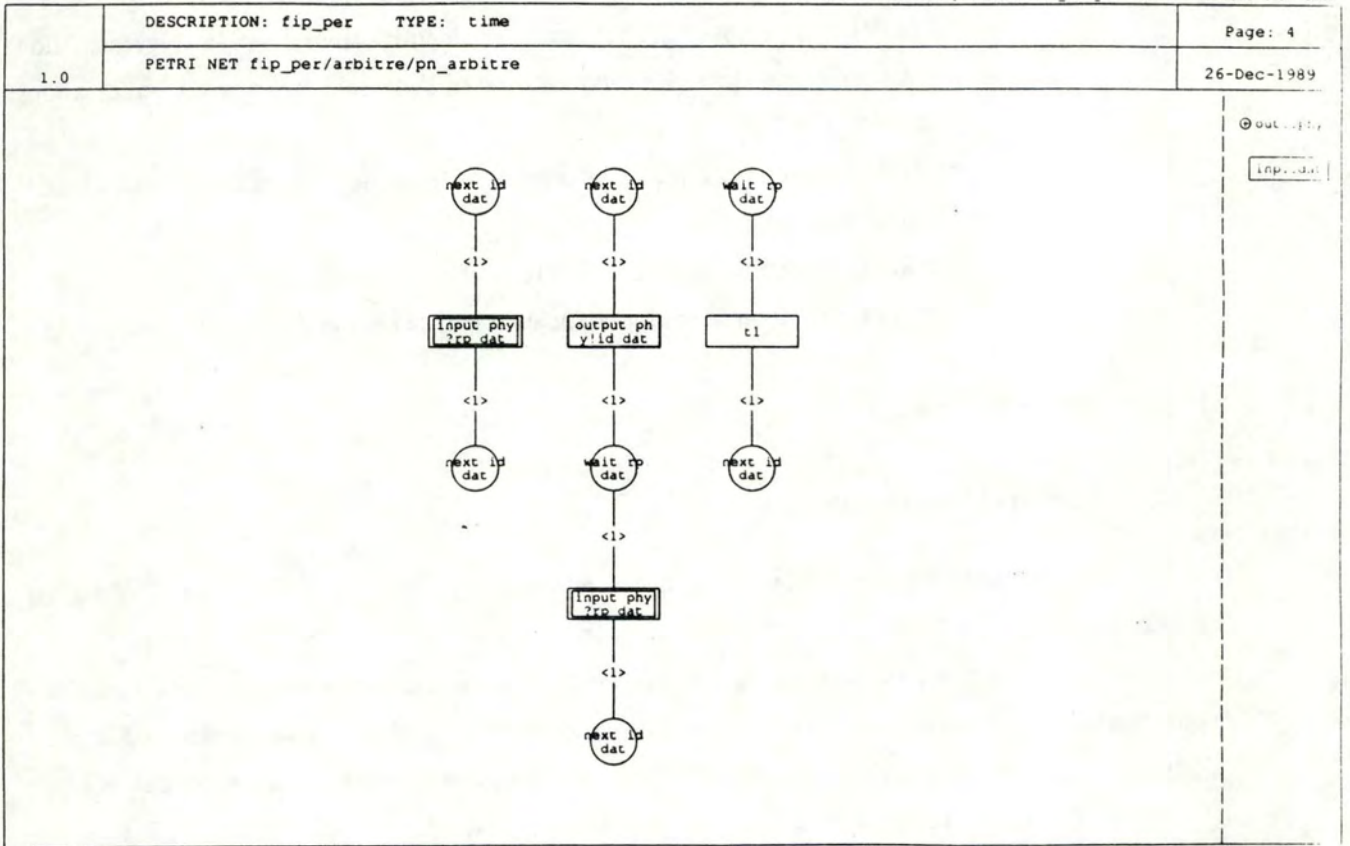 DESCRIPTION: fip_per TYPE: time
Page: 4
1.0
PETRI NET fip_per/arbitre/pn_arbitre
26-Dec-1989
next id
dat
next id
dat
wait rp
dat
<1>
<1>
<1>
Input phy
?rp dat
output ph
y!id dat
t1
<1>
<1>
<1>
next id
dat
wait rp
dat
next id
dat
<1>
Input phy
?rp dat
<1>
next id
dat